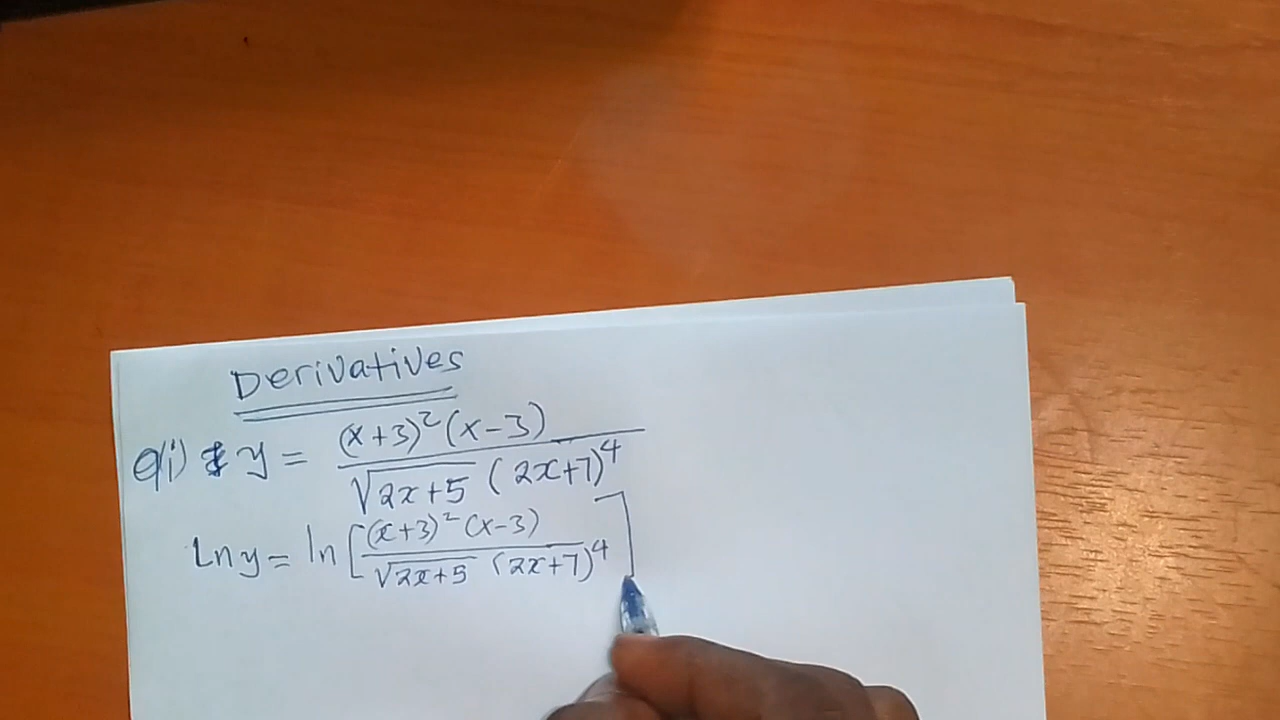 Derivatives
Q(i) y = (x+3)²(x-3) / √2x+5 (2x+7)⁴
Ln y = ln [(x+3)² (x-3) / √2x+5 (2x+7)⁴]